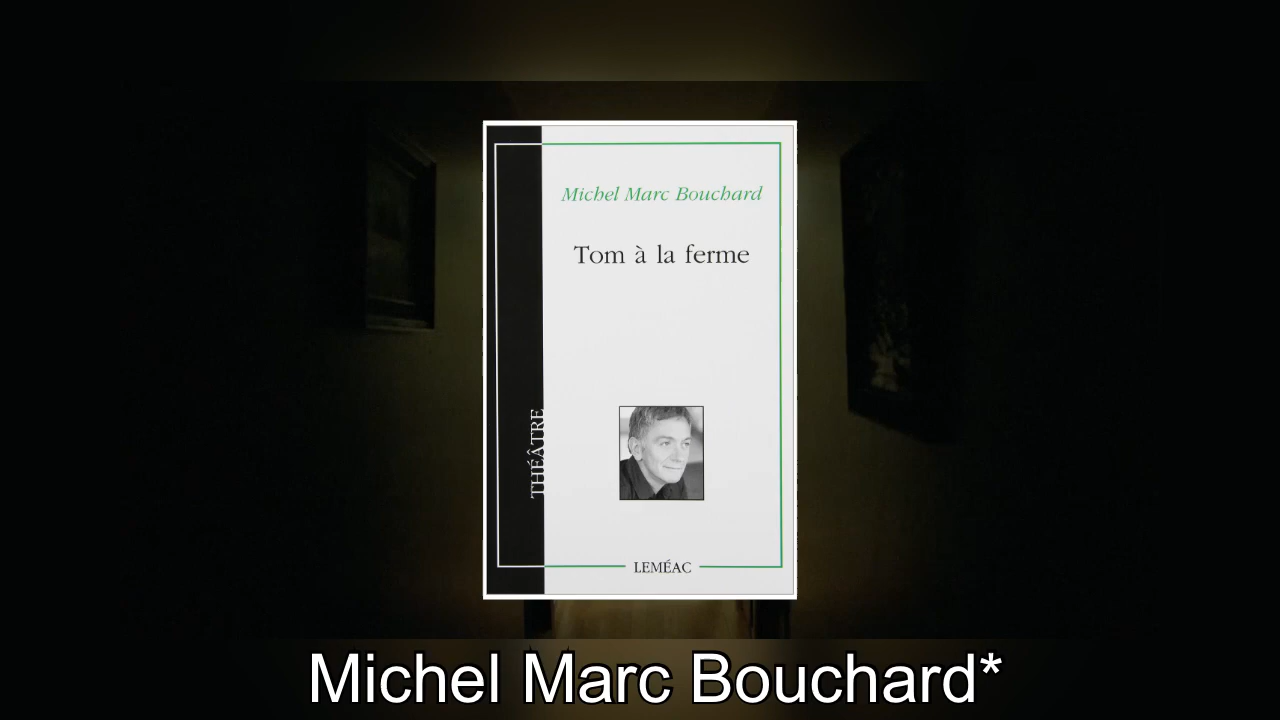 Michel Marc Bouchard
Tom à la ferme
THÉÂTRE
LEMÉAC
Michel Marc Bouchard*